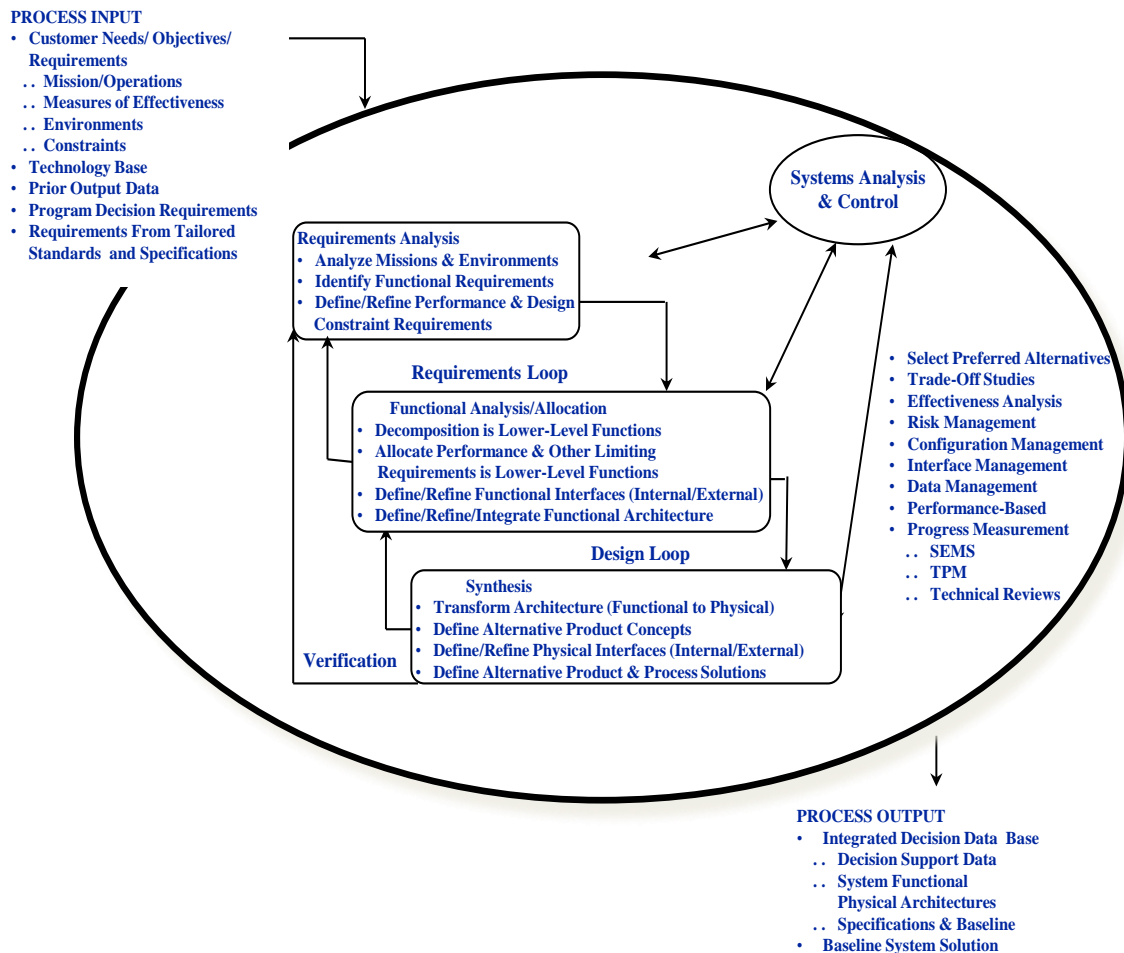 PROCESS INPUT
• Customer Needs/ Objectives/
Requirements
. . Mission/Operations
. . Measures of Effectiveness
. . Environments
. . Constraints
• Technology Base
• Prior Output Data
• Program Decision Requirements
• Requirements From Tailored
Standards and Specifications
Systems Analysis
& Control
Requirements Analysis
• Analyze Missions & Environments
• Identify Functional Requirements
• Define/Refine Performance & Design
Constraint Requirements
Requirements Loop
Functional Analysis/Allocation
• Decomposition is Lower-Level Functions
• Allocate Performance & Other Limiting
Requirements is Lower-Level Functions
• Define/Refine Functional Interfaces (Internal/External)
• Define/Refine/Integrate Functional Architecture
Design Loop
Synthesis
• Transform Architecture (Functional to Physical)
• Define Alternative Product Concepts
• Define/Refine Physical Interfaces (Internal/External)
• Define Alternative Product & Process Solutions
Verification
• Select Preferred Alternatives
• Trade-Off Studies
• Effectiveness Analysis
• Risk Management
• Configuration Management
• Interface Management
• Data Management
• Performance-Based
• Progress Measurement
. . SEMS
. . TPM
. . Technical Reviews
PROCESS OUTPUT
• Integrated Decision Data Base
. . Decision Support Data
. . System Functional
Physical Architectures
. . Specifications & Baseline
• Baseline System Solution